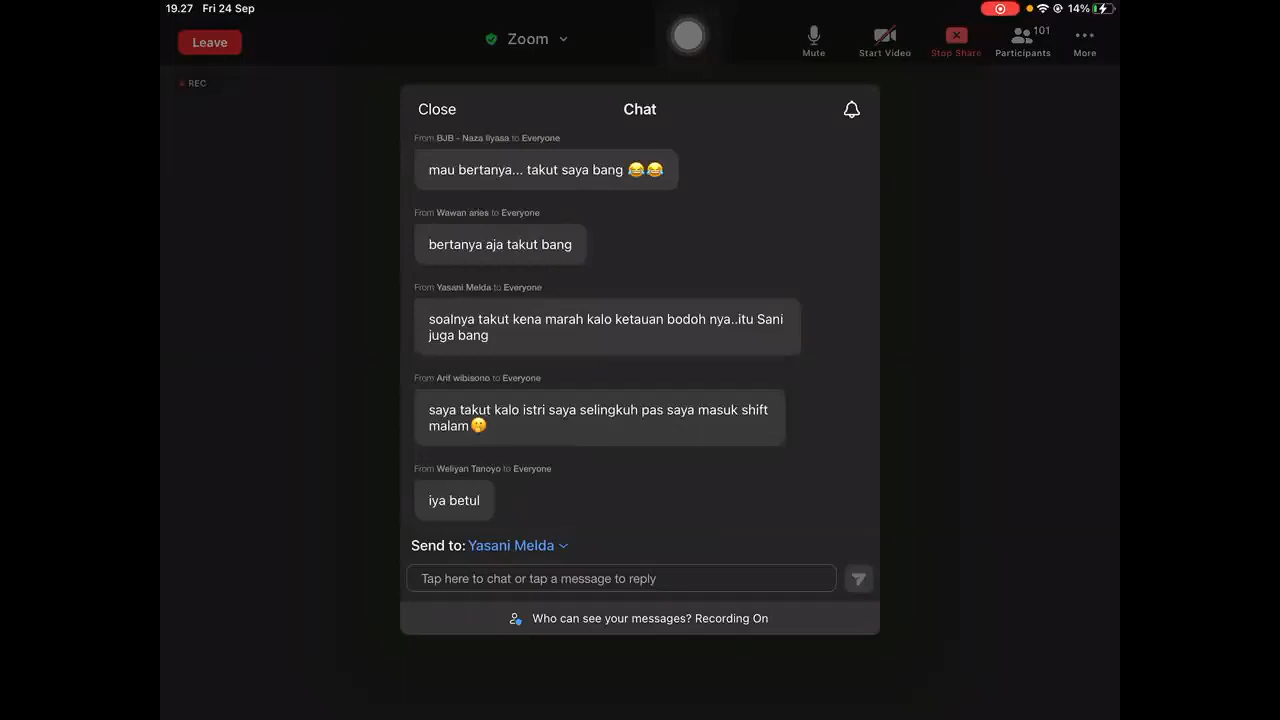 19.27 Fri 24 Sep
14%
Leave
Zoom
Mute
Start Video
Stop Share
101
Participants
More
REC
Close
Chat
From BJB - Naza Ilyasa to Everyone
mau bertanya... takut saya bang 😂😂
From Wawan aries to Everyone
bertanya aja takut bang
From Yasani Melda to Everyone
soalnya takut kena marah kalo ketauan bodoh nya..itu Sani
juga bang
From Arif wibisono to Everyone
saya takut kalo istri saya selingkuh pas saya masuk shift
malam🤭
From Weliyan Tanoyo to Everyone
iya betul
Send to: Yasani Melda
Tap here to chat or tap a message to reply
Who can see your messages? Recording On